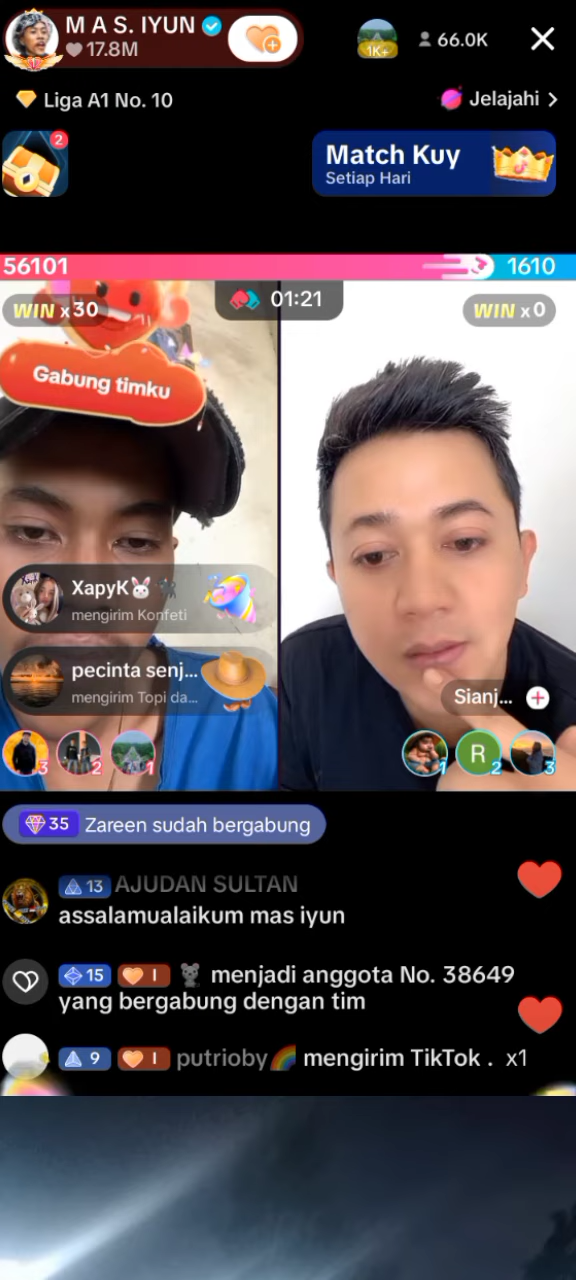 M A S. IYUN
17.8M
1K+
66.0K
Liga A1 No. 10
Jelajahi
2
Match Kuy
Setiap Hari
56101
1610
WIN x30
01:21
WIN x0
Gabung timku
XapyK
mengirim Konfeti
pecinta senj...
mengirim Topi da...
Sianj...
3
2
1
R
1
2
3
35 Zareen sudah bergabung
13 AJUDAN SULTAN
assalamualaikum mas iyun
15 I menjadi anggota No. 38649
yang bergabung dengan tim
9 I putrioby🌈 mengirim TikTok . x1